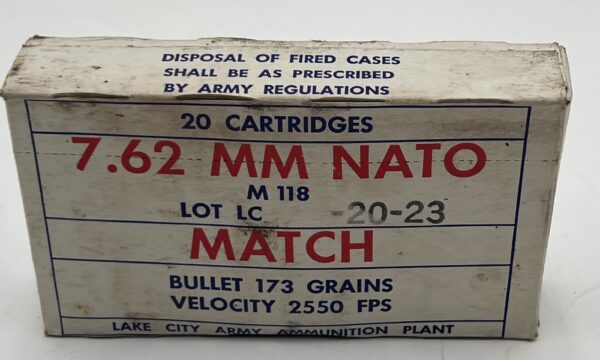 DISPOSAL OF FIRED CASES
SHALL BE AS PRESCRIBED
BY ARMY REGULATIONS
20 CARTRIDGES
7.62 MM NATO
M 118
LOT LC -20-23
MATCH
BULLET 173 GRAINS
VELOCITY 2550 FPS
LAKE CITY ARMY AMMUNITION PLANT